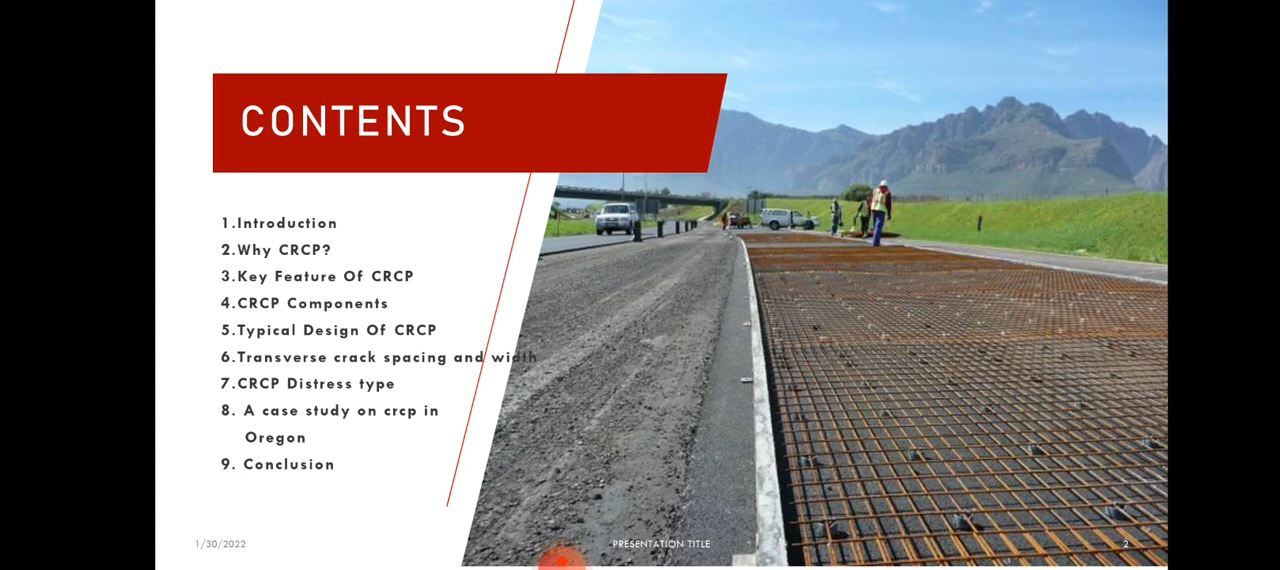 CONTENTS
1.Introduction
2.Why CRCP?
3.Key Feature Of CRCP
4.CRCP Components
5.Typical Design Of CRCP
6.Transverse crack spacing and width
7.CRCP Distress type
8. A case study on crcp in
Oregon
9. Conclusion
1/30/2022
PRESENTATION TITLE
2